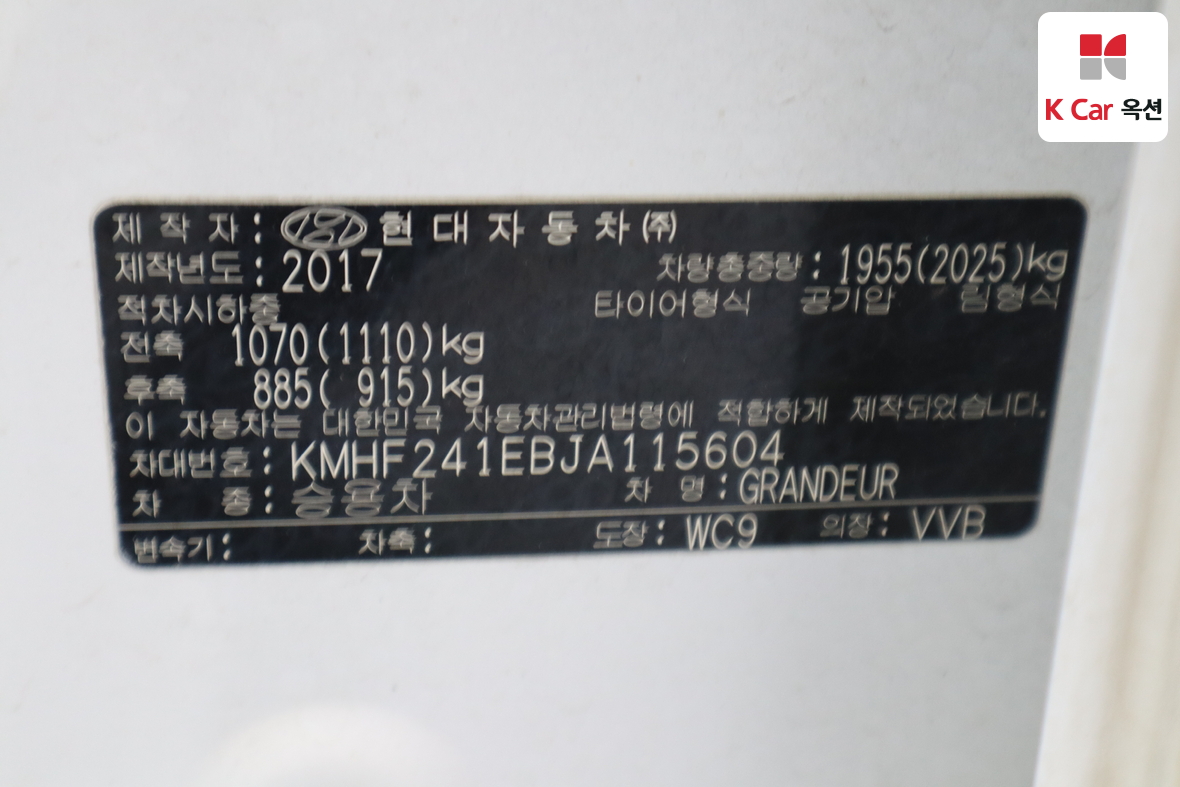 K Car 옥션
제 작 자 : 현 대 자 동 차 ㈜
제작년도 : 2017 차량총중량 : 1955(2025)kg
적차시하중 타이어형식 공기압 림형식
전축 1070(1110)kg
후축 885( 915)kg
이 자동차는 대한민국 자동차관리법령에 적합하게 제작되었습니다.
차대번호 : KMHF241EBJA115604
차 종 : 승용차 차 명 : GRANDEUR
변속기 : 차축 : 도장 : WC9 의장 : VVB